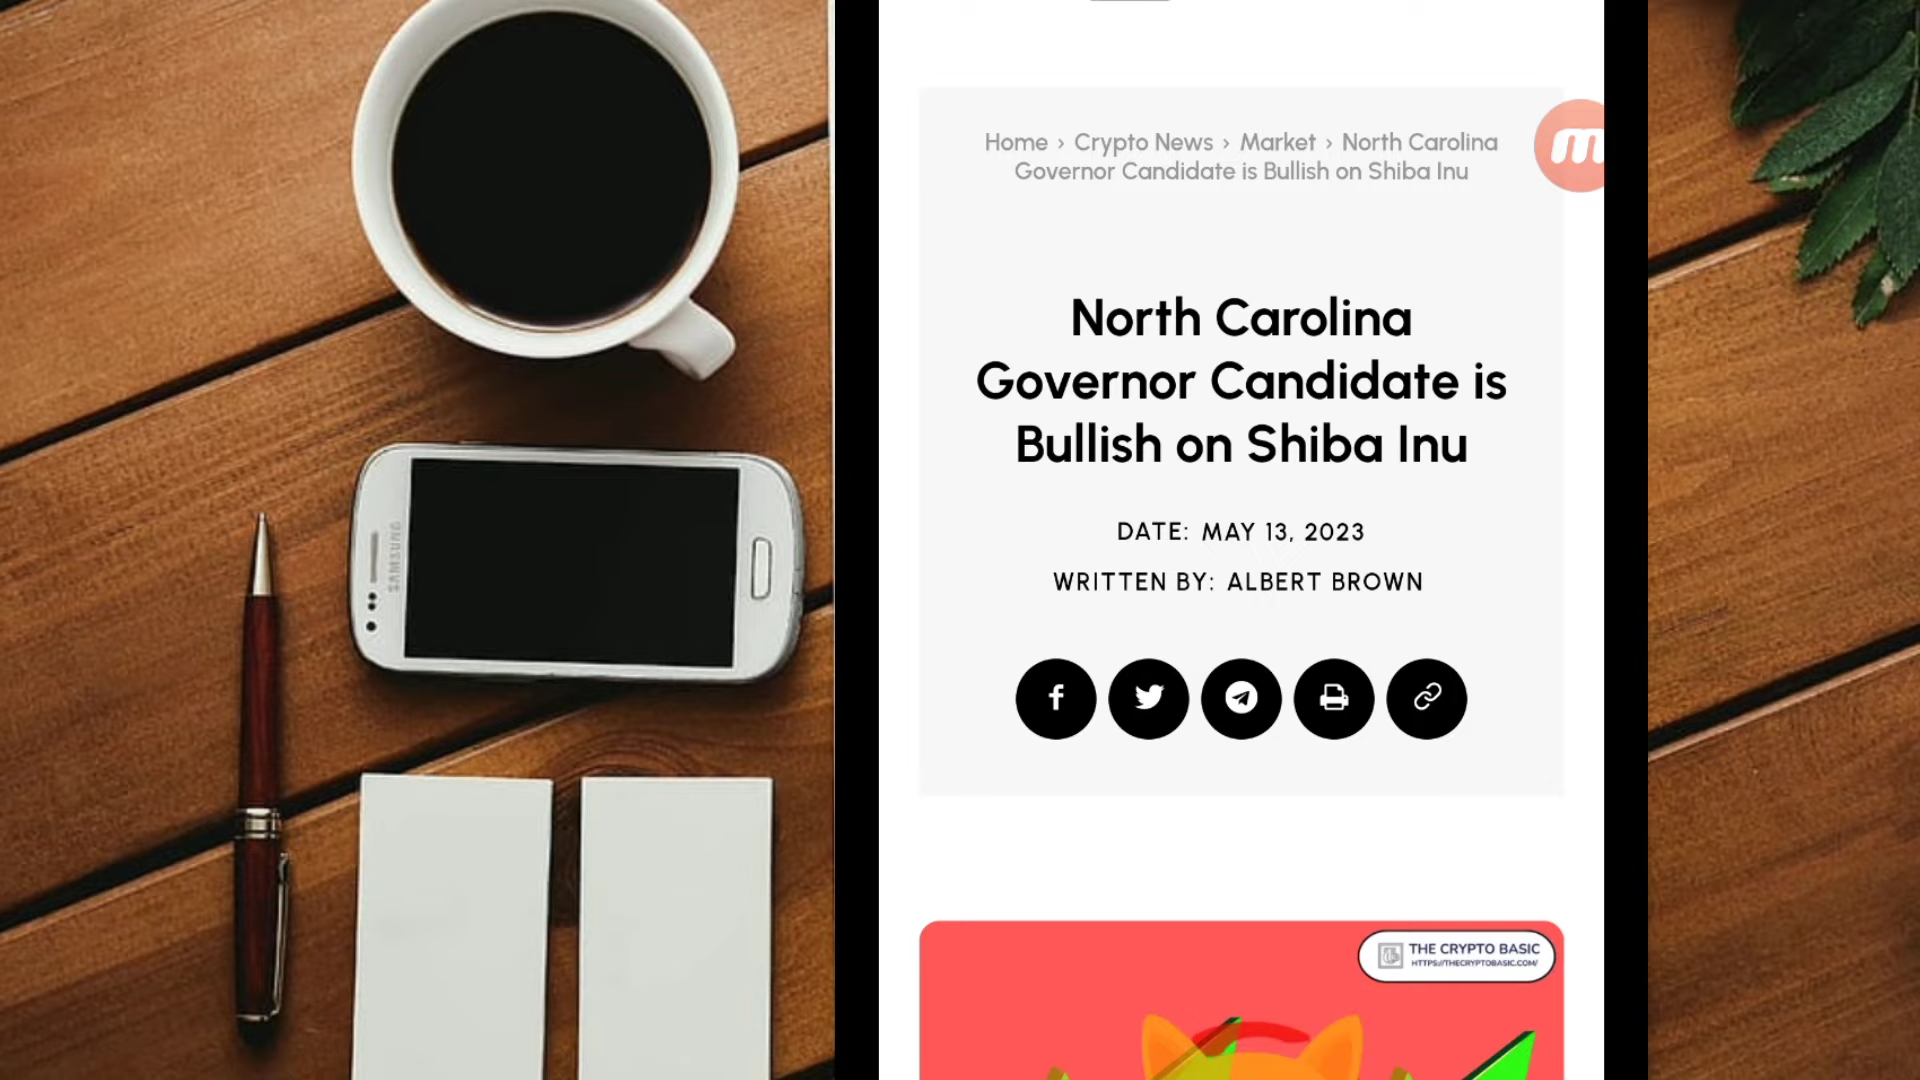 SAMSUNG
Home › Crypto News › Market › North Carolina
Governor Candidate is Bullish on Shiba Inu
m
North Carolina
Governor Candidate is
Bullish on Shiba Inu
DATE: MAY 13, 2023
WRITTEN BY: ALBERT BROWN
THE CRYPTO BASIC
HTTPS://THECRYPTOBASIC.COM/